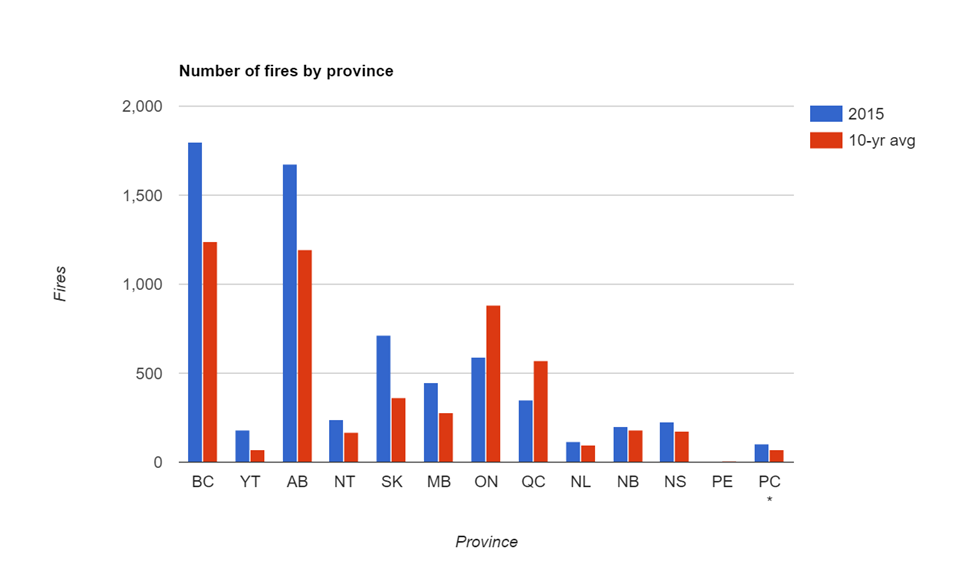 Number of fires by province
2,000
1,500
1,000
500
0
Fires
BC YT AB NT SK MB ON QC NL NB NS PE PC
*
Province
2015
10-yr avg